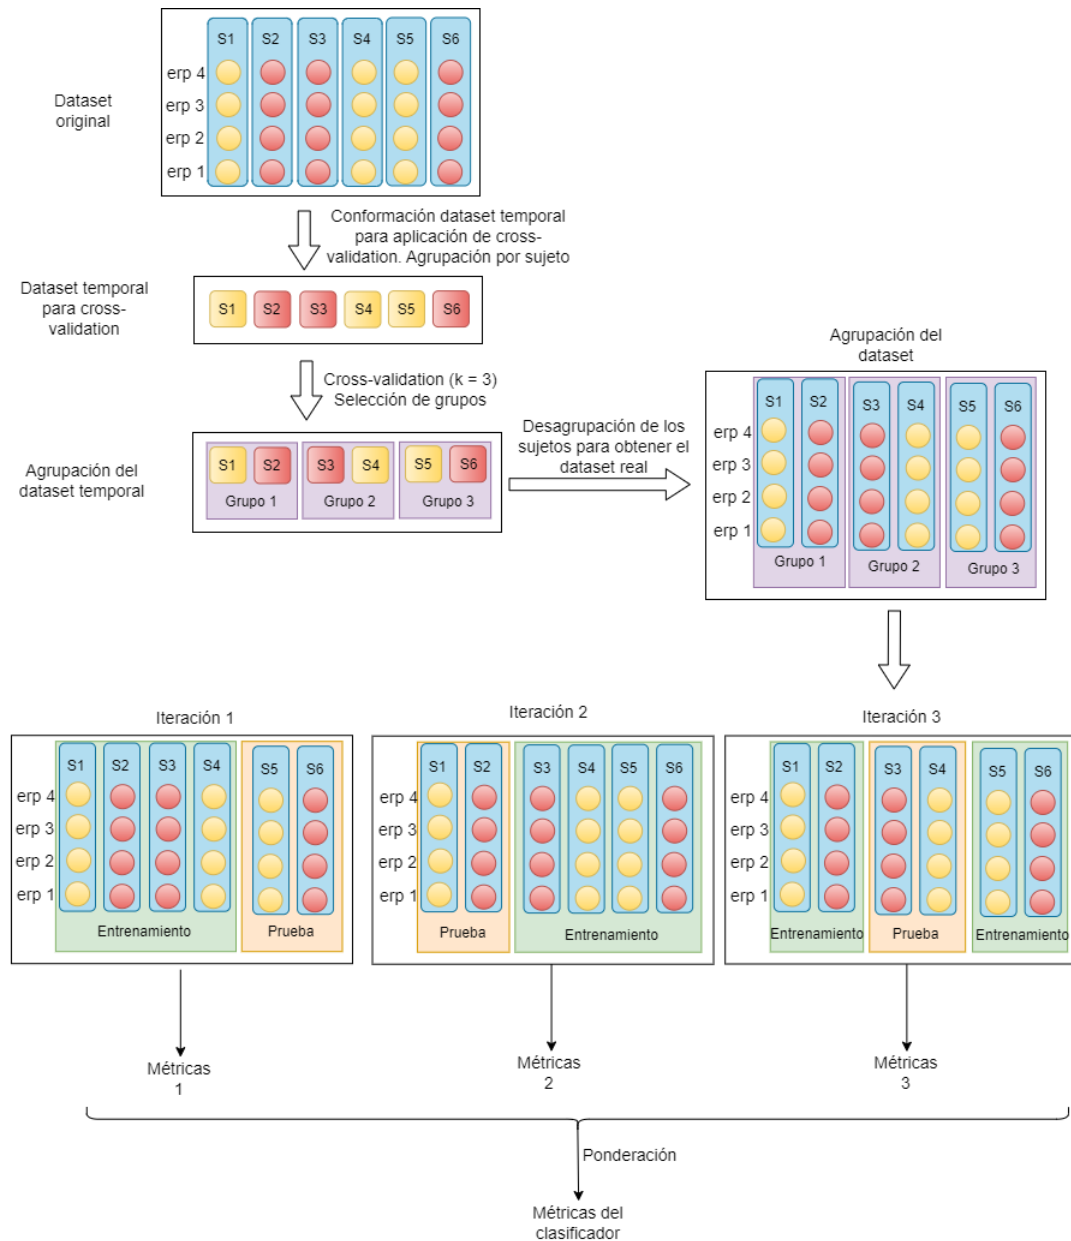 S1 S2 S3 S4 S5 S6
erp 4
erp 3
erp 2
erp 1
Dataset
original
Conformación dataset temporal
para aplicación de cross-
validation. Agrupación por sujeto
Dataset temporal
para cross-
validation
S1 S2 S3 S4 S5 S6
Cross-validation (k = 3)
Selección de grupos
Agrupación del
dataset temporal
S1 S2 S3 S4 S5 S6
Grupo 1 Grupo 2 Grupo 3
Desagrupación de los
sujetos para obtener el
dataset real
Agrupación del
dataset
S1 S2 S3 S4 S5 S6
erp 4
erp 3
erp 2
erp 1
Grupo 1 Grupo 2 Grupo 3
Iteración 1
S1 S2 S3 S4 S5 S6
erp 4
erp 3
erp 2
erp 1
Entrenamiento Prueba
Iteración 2
S1 S2 S3 S4 S5 S6
erp 4
erp 3
erp 2
erp 1
Prueba Entrenamiento
Iteración 3
S1 S2 S3 S4 S5 S6
erp 4
erp 3
erp 2
erp 1
Entrenamiento Prueba Entrenamiento
Métricas
1
Métricas
2
Métricas
3
Ponderación
Métricas del
clasificador